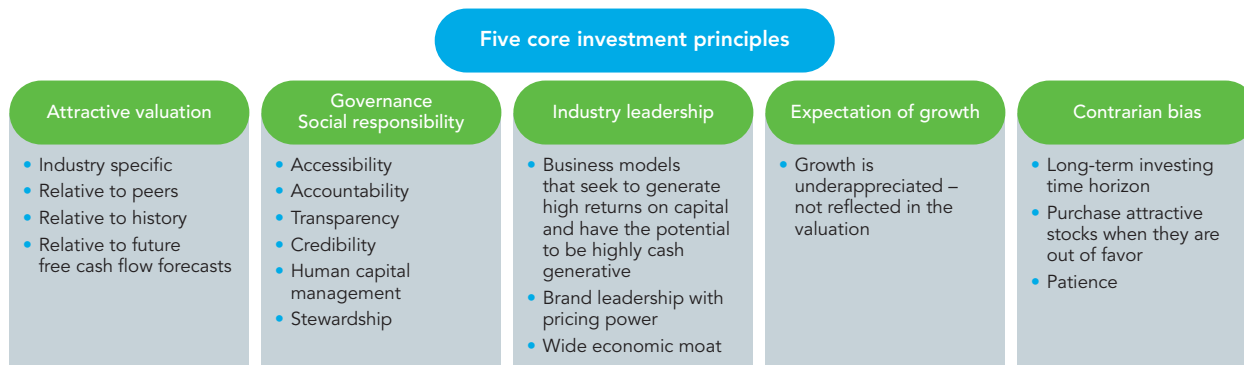 Five core investment principles
Attractive valuation
• Industry specific
• Relative to peers
• Relative to history
• Relative to future
free cash flow forecasts
Governance
Social responsibility
• Accessibility
• Accountability
• Transparency
• Credibility
• Human capital
management
• Stewardship
Industry leadership
• Business models
that seek to generate
high returns on capital
and have the potential
to be highly cash
generative
• Brand leadership with
pricing power
• Wide economic moat
Expectation of growth
• Growth is
underappreciated –
not reflected in the
valuation
Contrarian bias
• Long-term investing
time horizon
• Purchase attractive
stocks when they are
out of favor
• Patience